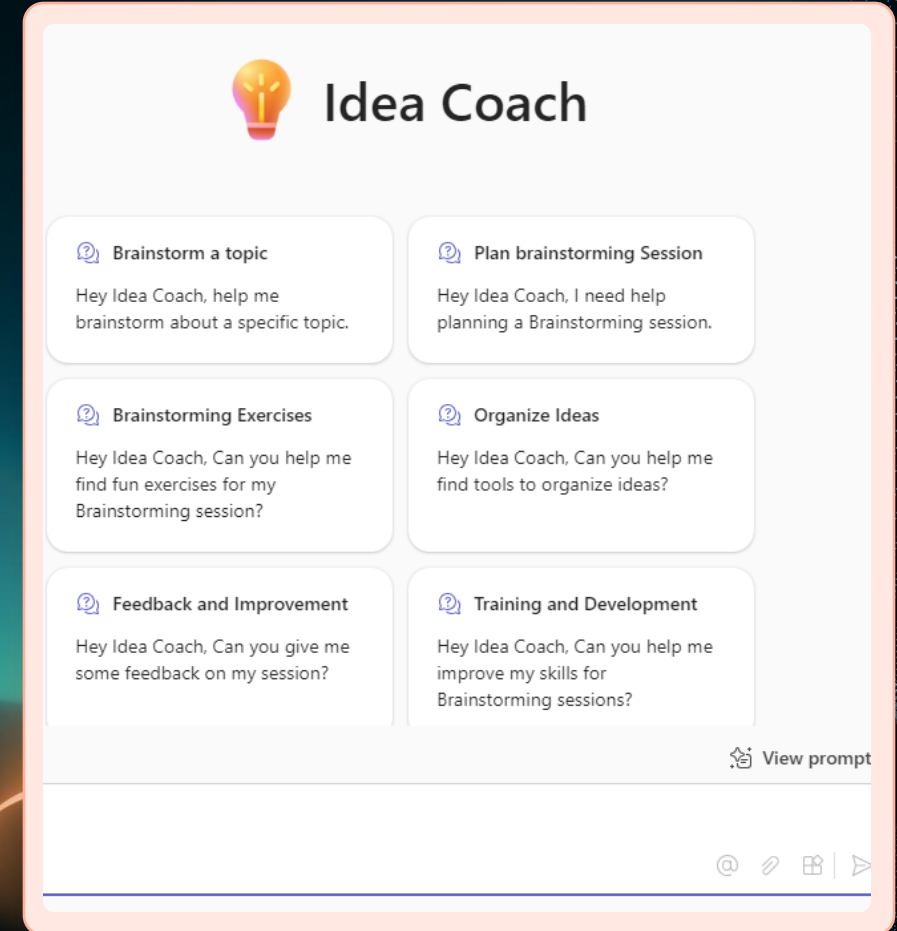 Idea Coach
Brainstorm a topic
Hey Idea Coach, help me
brainstorm about a specific topic.
Plan brainstorming Session
Hey Idea Coach, I need help
planning a Brainstorming session.
Brainstorming Exercises
Hey Idea Coach, Can you help me
find fun exercises for my
Brainstorming session?
Organize Ideas
Hey Idea Coach, Can you help me
find tools to organize ideas?
Feedback and Improvement
Hey Idea Coach, Can you give me
some feedback on my session?
Training and Development
Hey Idea Coach, Can you help me
improve my skills for
Brainstorming sessions?
View prompt